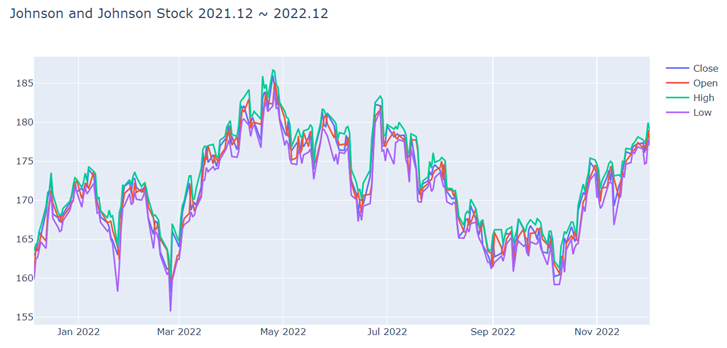 Johnson and Johnson Stock 2021.12 ~ 2022.12
Close
Open
High
Low
185
180
175
170
165
160
155
Jan 2022 Mar 2022 May 2022 Jul 2022 Sep 2022 Nov 2022